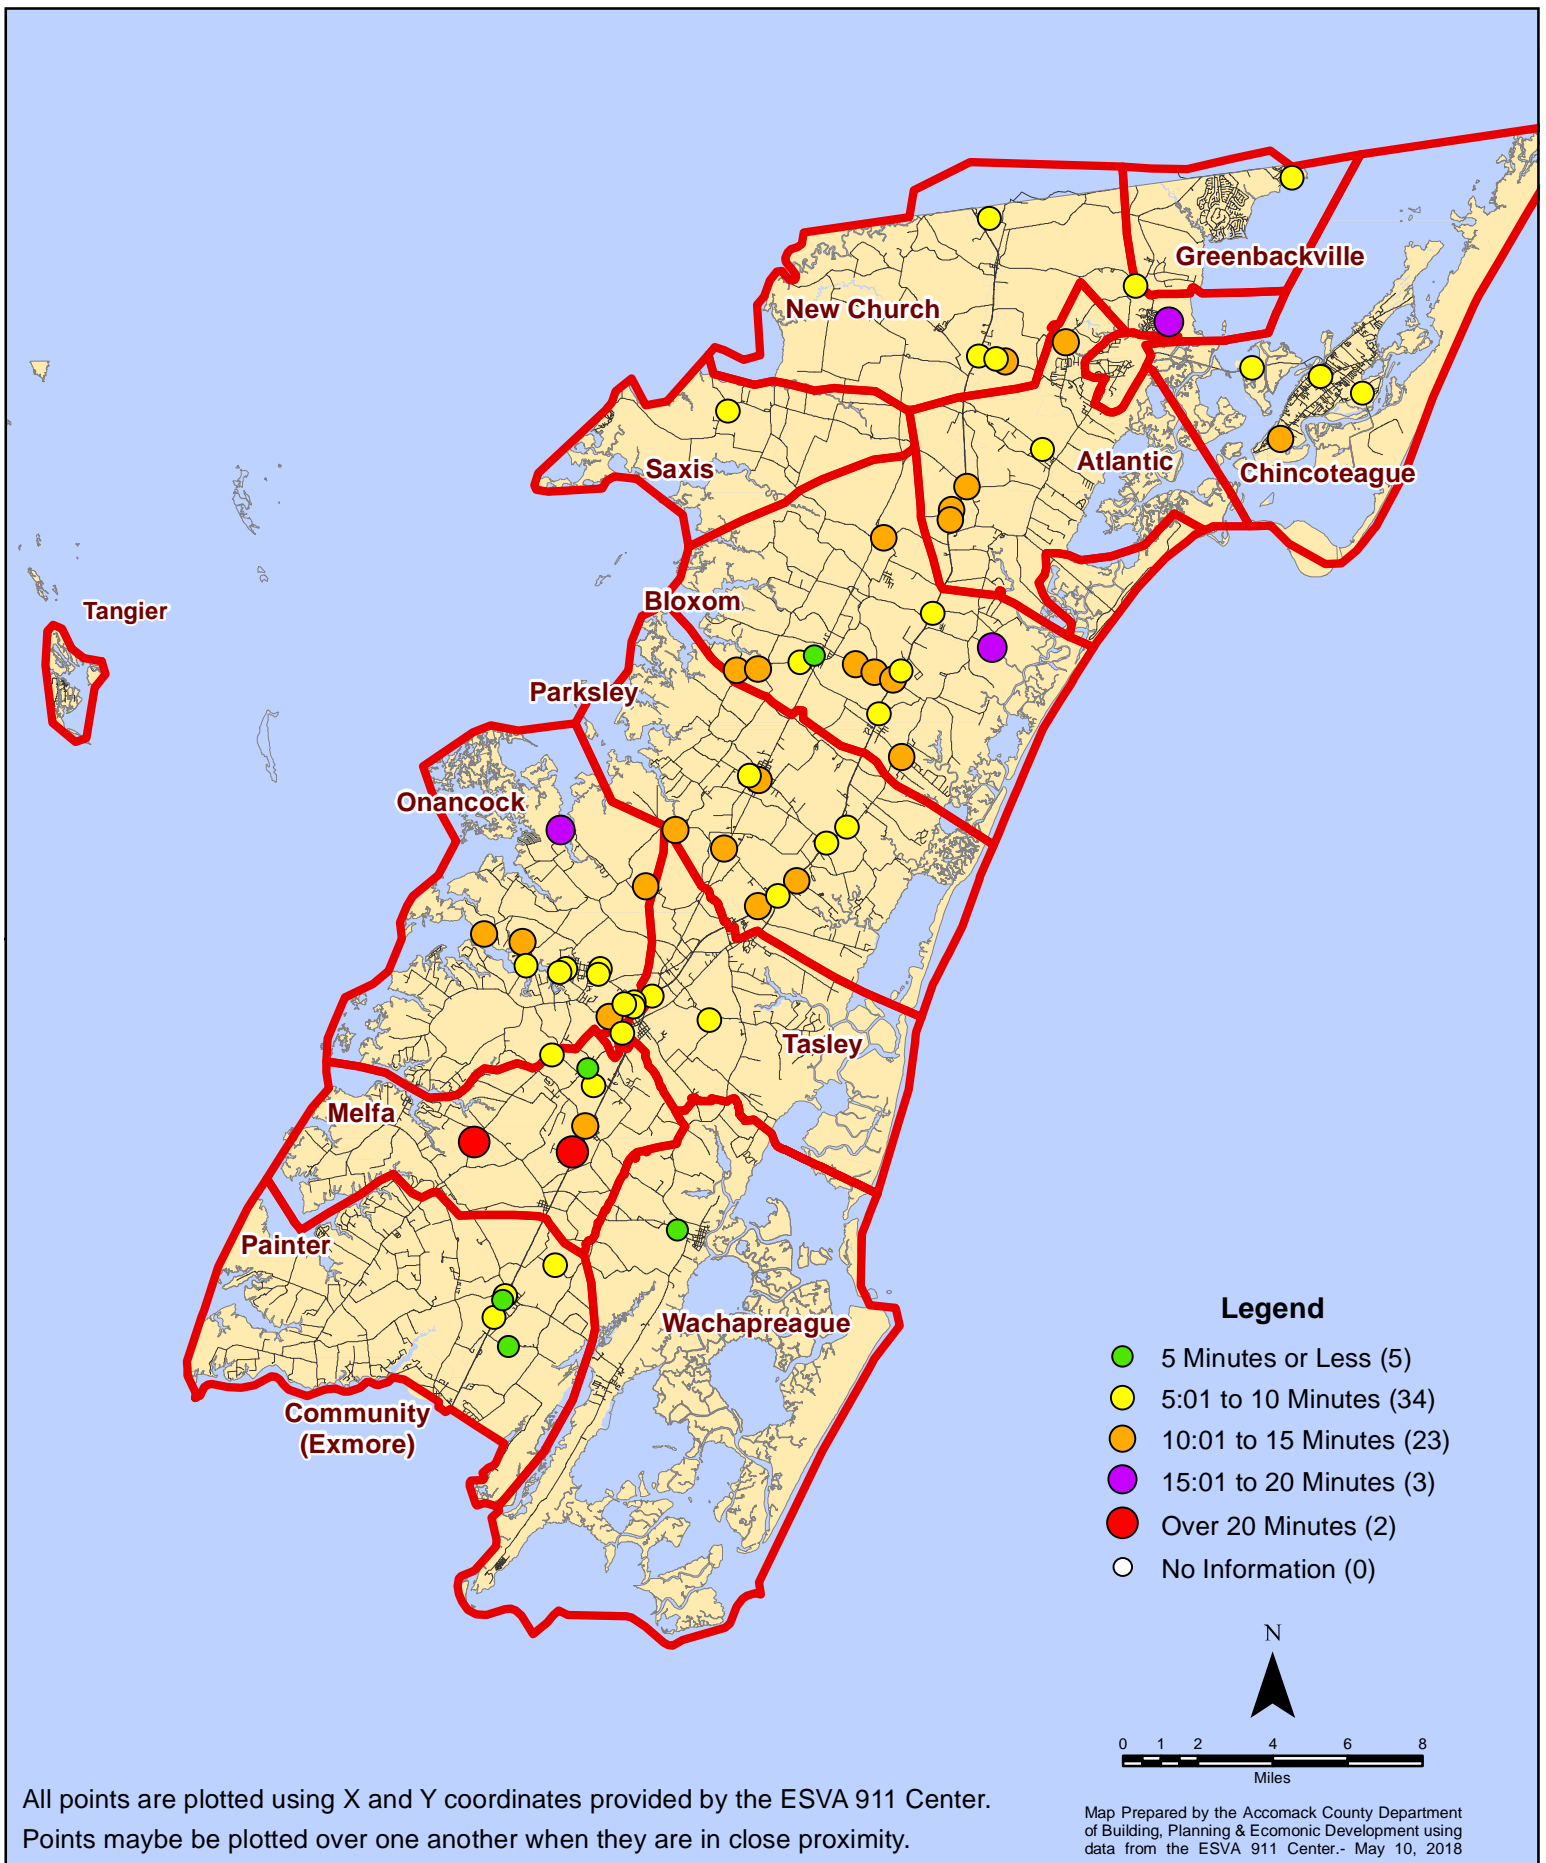 Greenbackville
New Church
Atlantic
Chincoteague
Saxis
Bloxom
Tangier
Parksley
Onancock
Tasley
Melfa
Painter
Wachapreague
Community
(Exmore)
Legend
5 Minutes or Less (5)
5:01 to 10 Minutes (34)
10:01 to 15 Minutes (23)
15:01 to 20 Minutes (3)
Over 20 Minutes (2)
No Information (0)
N
0 1 2 4 6 8
Miles
All points are plotted using X and Y coordinates provided by the ESVA 911 Center.
Points maybe be plotted over one another when they are in close proximity.
Map Prepared by the Accomack County Department
of Building, Planning & Ecomonic Development using
data from the ESVA 911 Center.- May 10, 2018